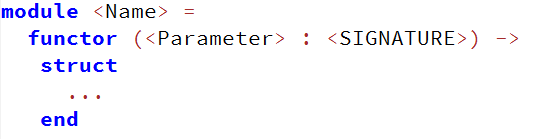 module <Name> =
functor (<Parameter> : <SIGNATURE>) ->
struct
...
end